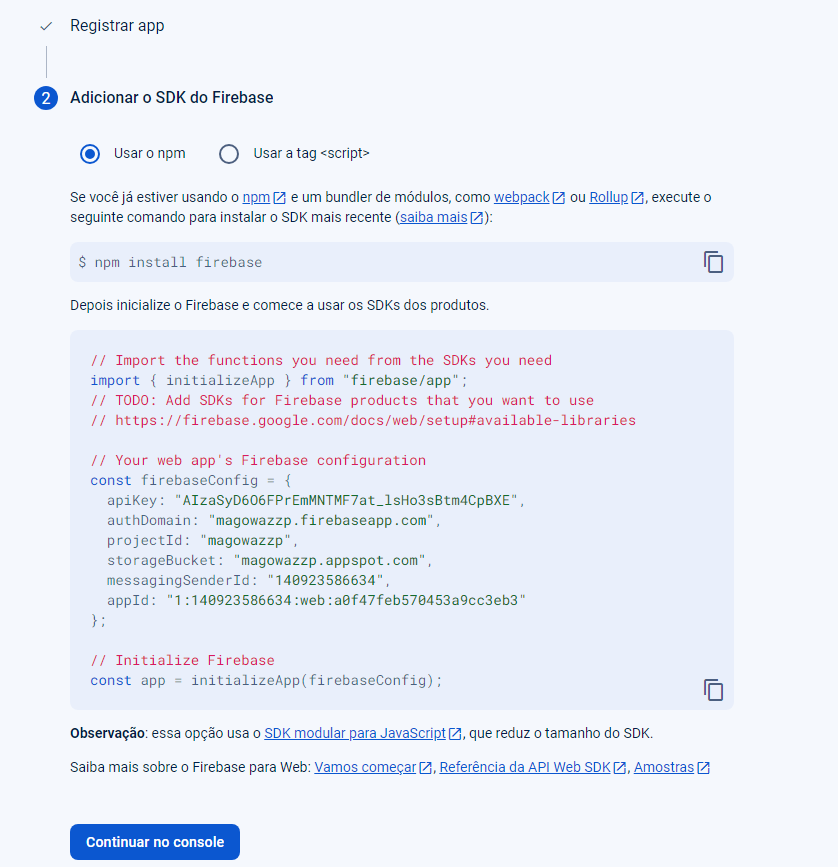 Registrar app
2 Adicionar o SDK do Firebase
Usar o npm Usar a tag <script>
Se você já estiver usando o npm e um bundler de módulos, como webpack ou Rollup, execute o
seguinte comando para instalar o SDK mais recente (saiba mais):
$ npm install firebase
Depois inicialize o Firebase e comece a usar os SDKs dos produtos.
// Import the functions you need from the SDKs you need
import { initializeApp } from "firebase/app";
// TODO: Add SDKs for Firebase products that you want to use
// https://firebase.google.com/docs/web/setup#available-libraries
// Your web app's Firebase configuration
const firebaseConfig = {
apiKey: "AIzaSyD6O6FPrEmMNTMF7at_lsHo3sBtm4CpBXE",
authDomain: "magowazzp.firebaseapp.com",
projectId: "magowazzp",
storageBucket: "magowazzp.appspot.com",
messagingSenderId: "140923586634",
appId: "1:140923586634:web:a0f47feb570453a9cc3eb3"
};
// Initialize Firebase
const app = initializeApp(firebaseConfig);
Observação: essa opção usa o SDK modular para JavaScript, que reduz o tamanho do SDK.
Saiba mais sobre o Firebase para Web: Vamos começar, Referência da API Web SDK, Amostras
Continuar no console